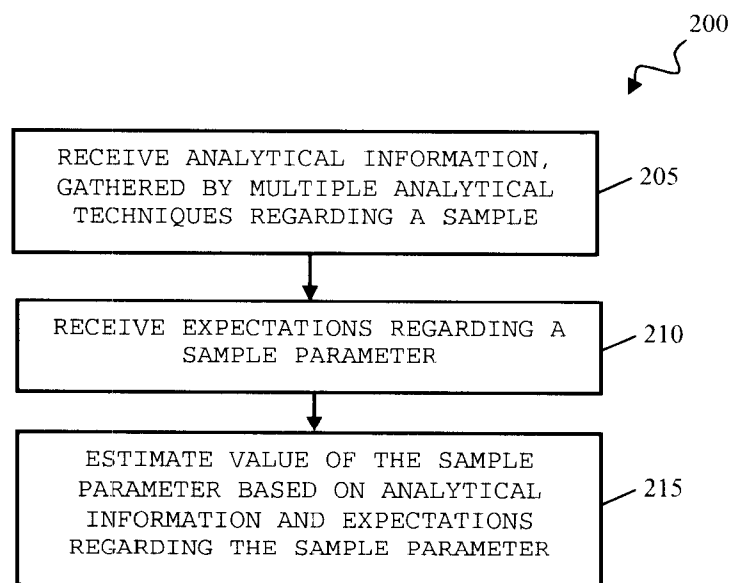 200
RECEIVE ANALYTICAL INFORMATION,
GATHERED BY MULTIPLE ANALYTICAL
TECHNIQUES REGARDING A SAMPLE
205
RECEIVE EXPECTATIONS REGARDING A
SAMPLE PARAMETER
210
ESTIMATE VALUE OF THE SAMPLE
PARAMETER BASED ON ANALYTICAL
INFORMATION AND EXPECTATIONS
REGARDING THE SAMPLE PARAMETER
215